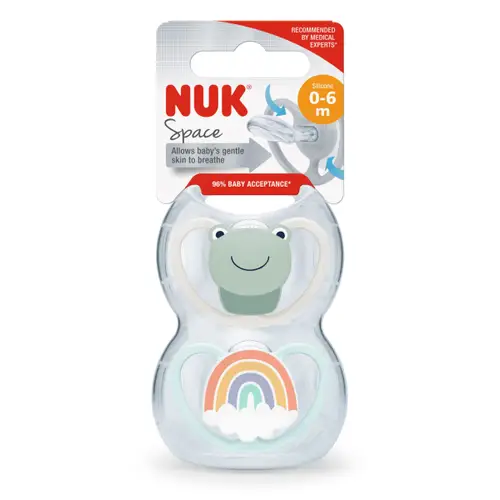 RECOMMENDED
BY MEDICAL
EXPERTS*
NUK®
Space
Allows baby's gentle
skin to breathe
Silicone
0-6
m
96% BABY ACCEPTANCE*